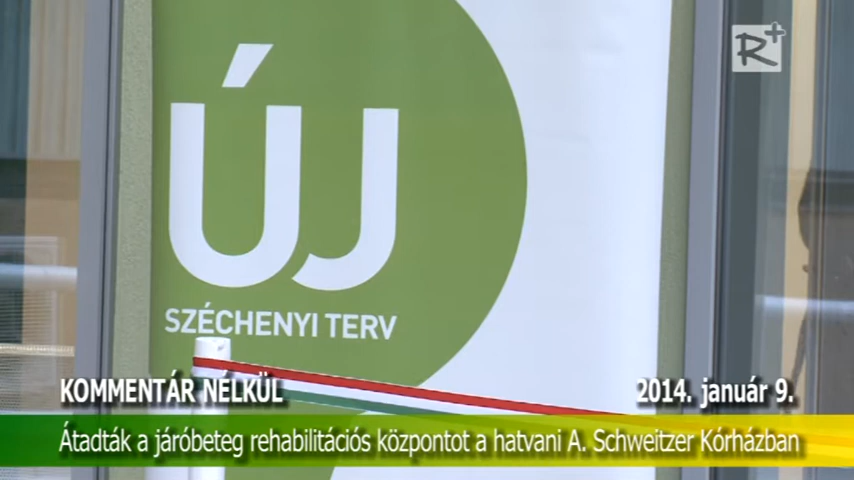 R+
ÚJ
SZÉCHENYI TERV
KOMMENTÁR NÉLKÜL
2014. január 9.
Átadták a járóbeteg rehabilitációs központot a hatvani A. Schweitzer Kórházban